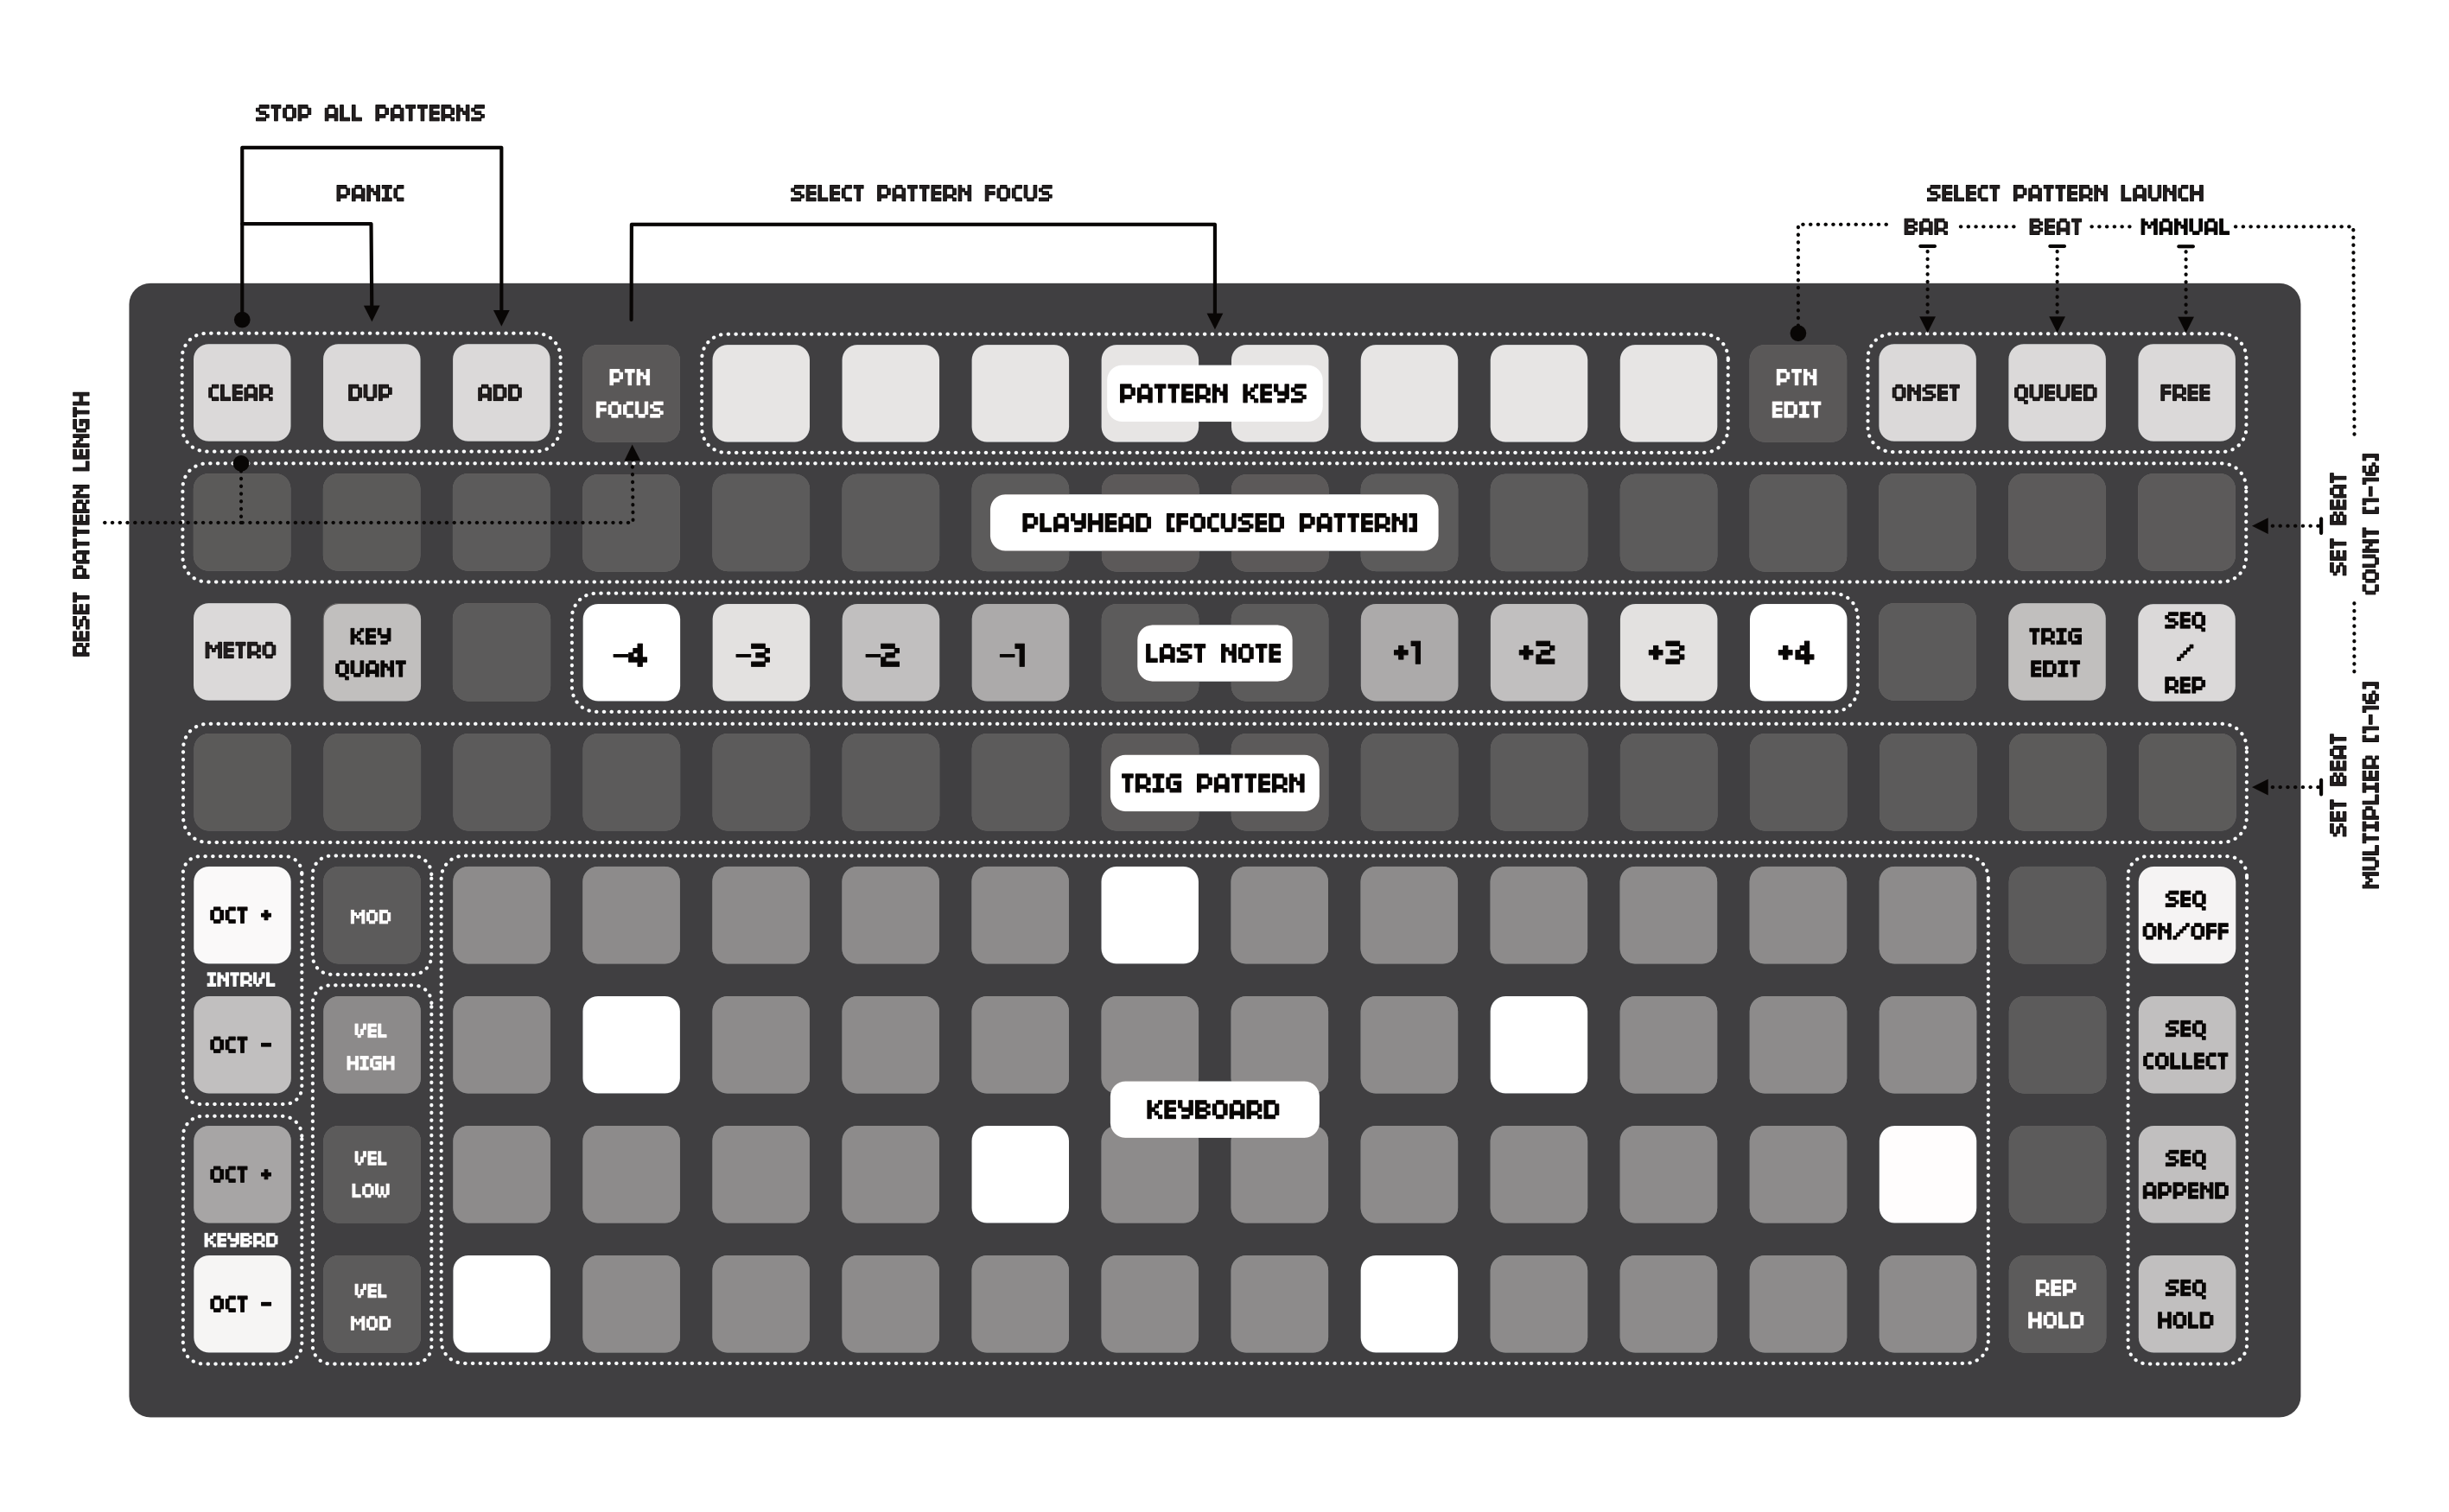 STOP ALL PATTERNS
PANIC
SELECT PATTERN FOCUS
SELECT PATTERN LAUNCH
BAR
BEAT
MANUAL
CLEAR
DUP
ADD
PTN
FOCUS
PATTERN KEYS
PTN
EDIT
ONSET
QUEUED
FREE
RESET PATTERN LENGTH
PLAYHEAD [FOCUSED PATTERN]
SET BEAT
COUNT [1-16]
METRO
KEY
QUANT
-4
-3
-2
-1
LAST NOTE
+1
+2
+3
+4
TRIG
EDIT
SEQ
/
REP
TRIG PATTERN
SET BEAT
MULTIPLIER [1-16]
OCT +
MOD
SEQ
ON/OFF
INTRVL
OCT -
VEL
HIGH
SEQ
COLLECT
KEYBOARD
OCT +
VEL
LOW
SEQ
APPEND
KEYBRD
OCT -
VEL
MOD
REP
HOLD
SEQ
HOLD